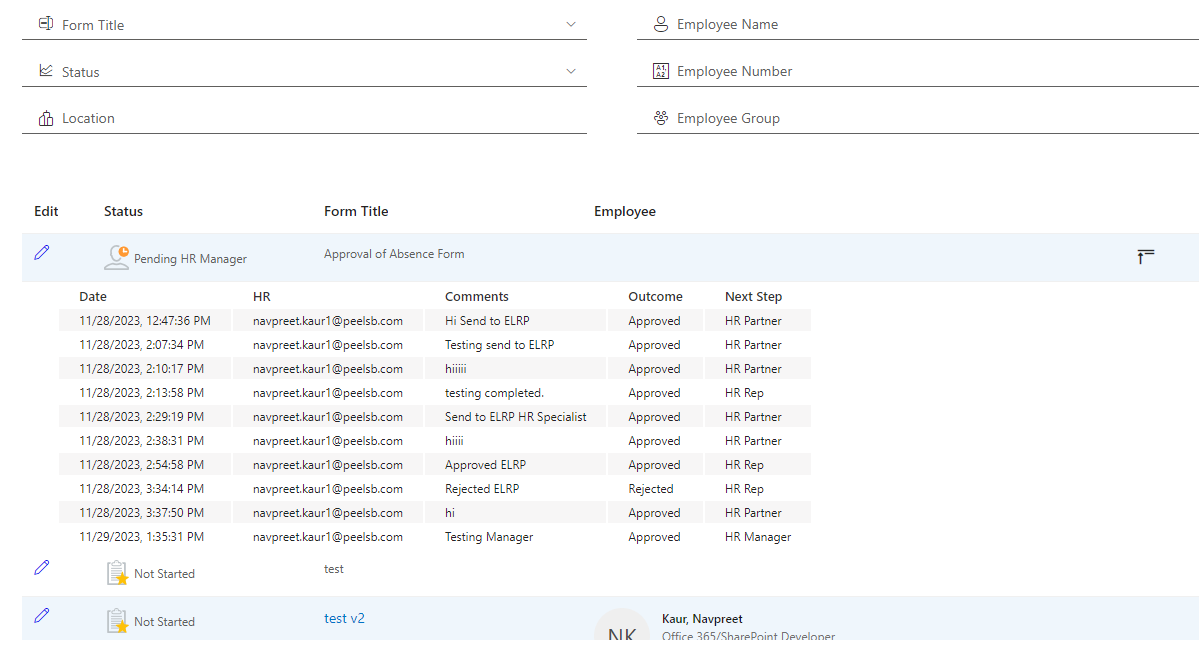 Form Title
Employee Name
Status
Employee Number
Location
Employee Group
Edit Status Form Title Employee
Pending HR Manager Approval of Absence Form
Date HR Comments Outcome Next Step
11/28/2023, 12:47:36 PM navpreet.kaur1@peelsb.com Hi Send to ELRP Approved HR Partner
11/28/2023, 2:07:34 PM navpreet.kaur1@peelsb.com Testing send to ELRP Approved HR Partner
11/28/2023, 2:10:17 PM navpreet.kaur1@peelsb.com hiiiii Approved HR Partner
11/28/2023, 2:13:58 PM navpreet.kaur1@peelsb.com testing completed. Approved HR Rep
11/28/2023, 2:29:19 PM navpreet.kaur1@peelsb.com Send to ELRP HR Specialist Approved HR Partner
11/28/2023, 2:38:31 PM navpreet.kaur1@peelsb.com hiiii Approved HR Partner
11/28/2023, 2:54:58 PM navpreet.kaur1@peelsb.com Approved ELRP Approved HR Rep
11/28/2023, 3:34:14 PM navpreet.kaur1@peelsb.com Rejected ELRP Rejected HR Rep
11/28/2023, 3:37:50 PM navpreet.kaur1@peelsb.com hi Approved HR Partner
11/29/2023, 1:35:31 PM navpreet.kaur1@peelsb.com Testing Manager Approved HR Manager
Not Started test
Not Started test v2 NK Kaur, Navpreet
Office 365/SharePoint Developer